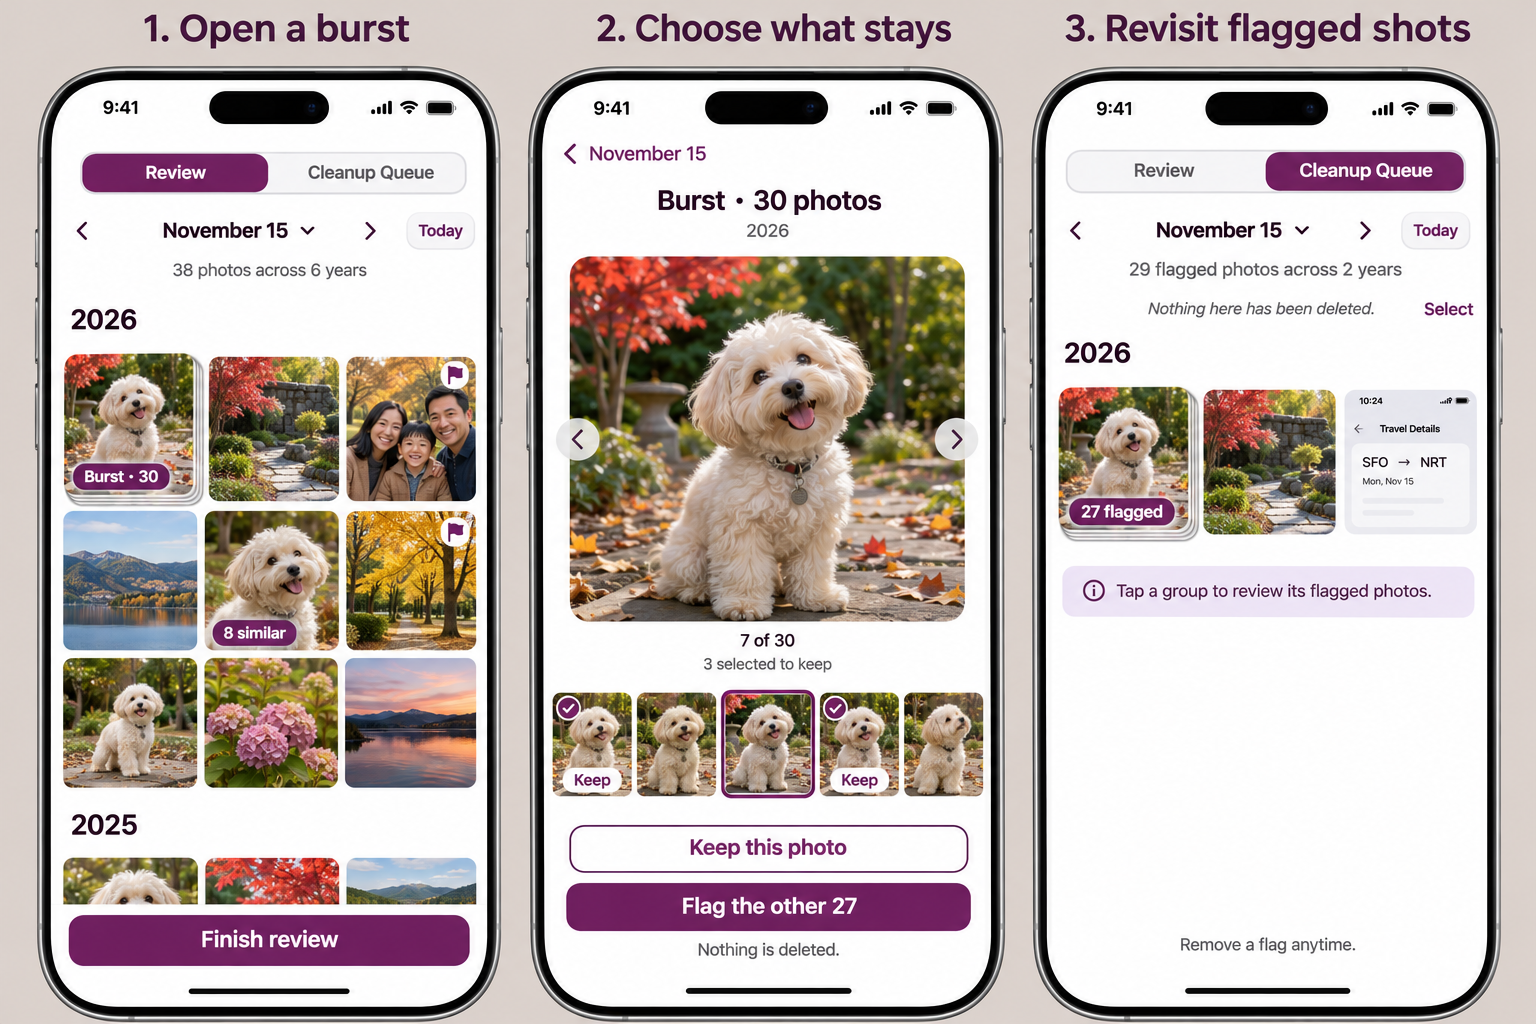 1. Open a burst
9:41
Review
Cleanup Queue
November 15
Today
38 photos across 6 years
2026
Burst • 30
8 similar
2025
Finish review
2. Choose what stays
9:41
November 15
Burst • 30 photos
2026
7 of 30
3 selected to keep
Keep
Keep
Keep this photo
Flag the other 27
Nothing is deleted.
3. Revisit flagged shots
9:41
Review
Cleanup Queue
November 15
Today
29 flagged photos across 2 years
Nothing here has been deleted.
Select
2026
27 flagged
10:24
Travel Details
SFO → NRT
Mon, Nov 15
Tap a group to review its flagged photos.
Remove a flag anytime.